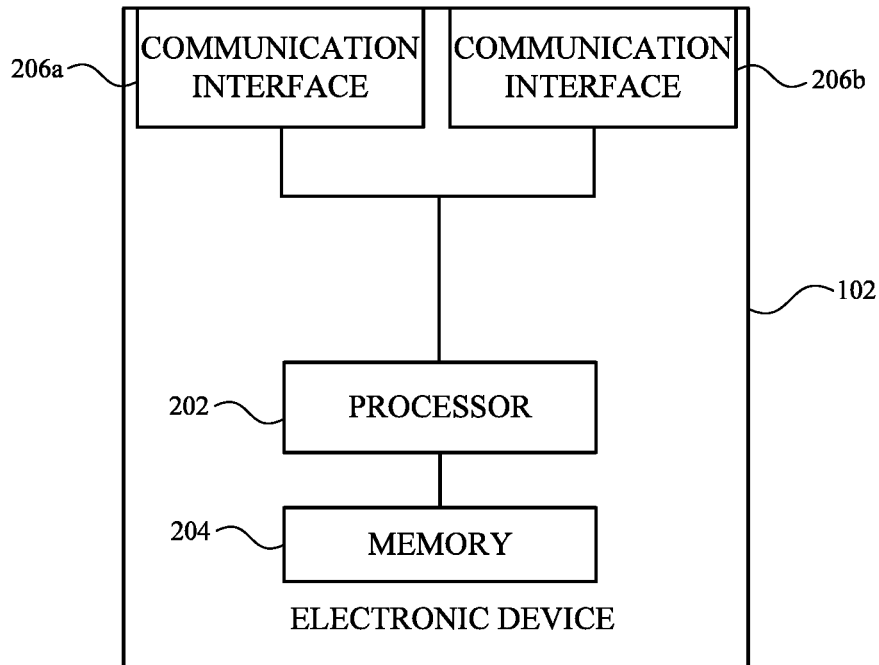 COMMUNICATION
INTERFACE
COMMUNICATION
INTERFACE
206a
206b
102
PROCESSOR
202
MEMORY
204
ELECTRONIC DEVICE